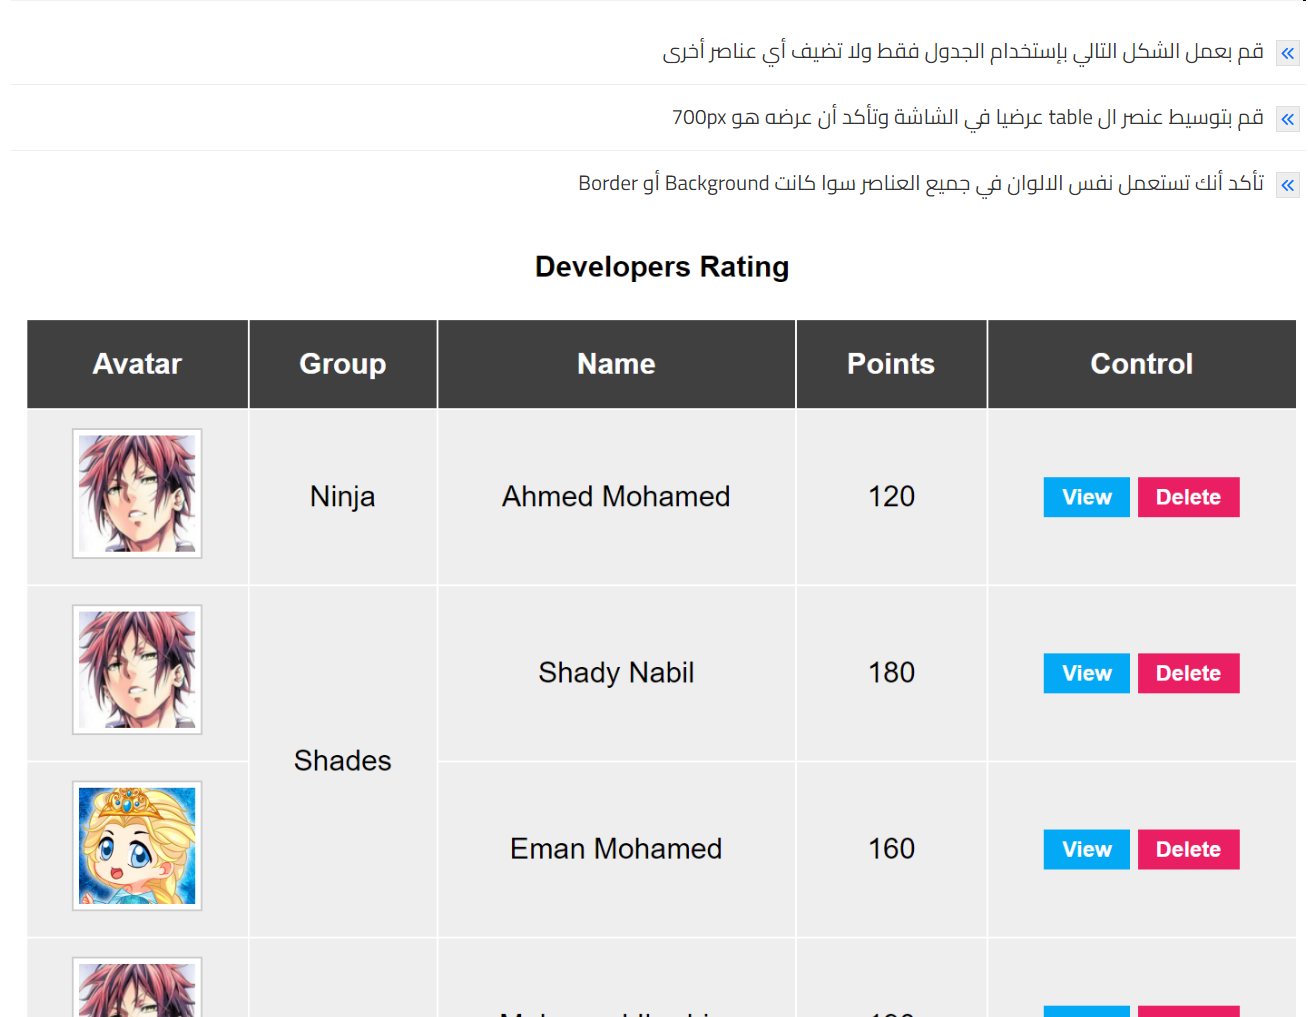 قم بعمل الشكل التالي بإستخدام الجدول فقط ولا تضيف أي عناصر أخرى
قم بتوسيط عنصر ال table عرضيا في الشاشة وتأكد أن عرضه هو 700px
تأكد أنك تستعمل نفس الالوان في جميع العناصر سوا كانت Background أو Border
Developers Rating
Avatar Group Name Points Control
Ninja Ahmed Mohamed 120 View Delete
Shady Nabil 180 View Delete
Shades
Eman Mohamed 160 View Delete